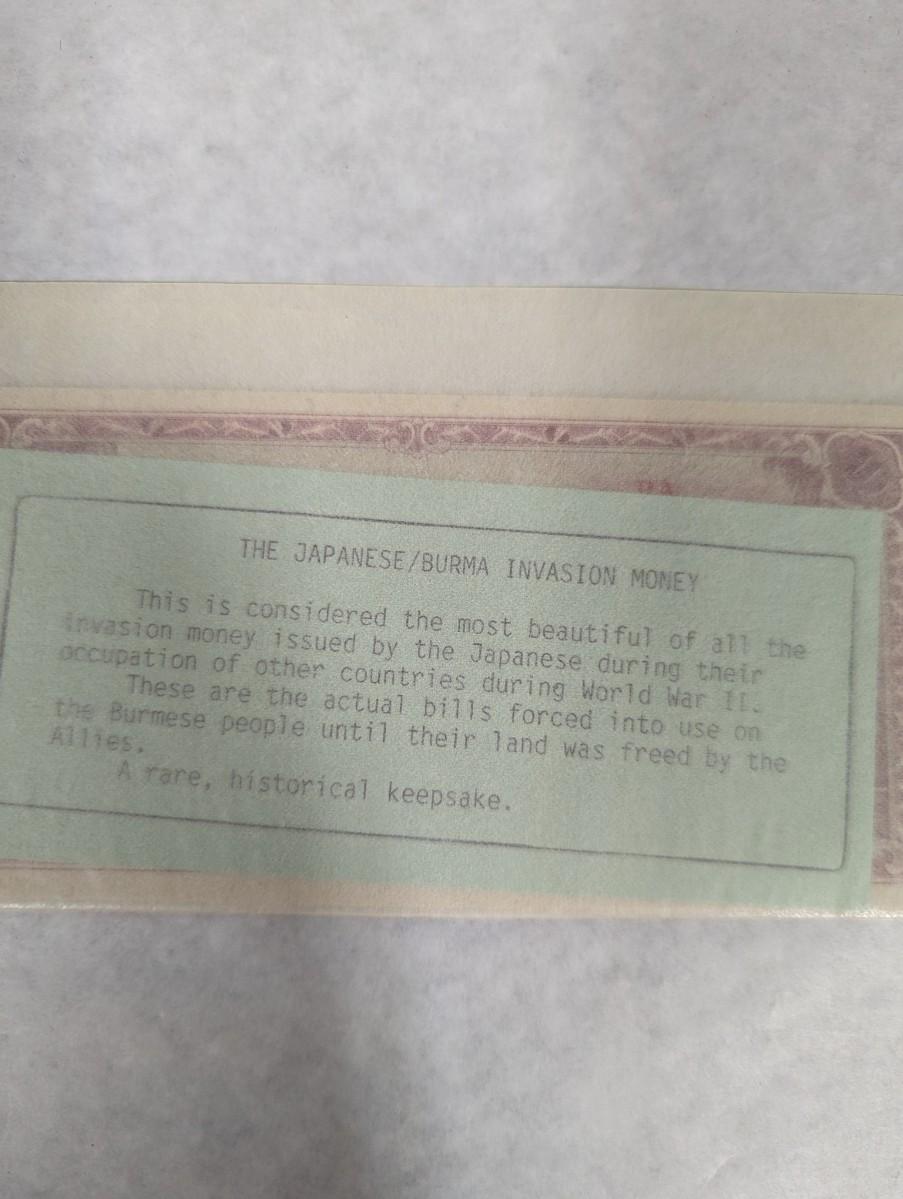 THE JAPANESE/BURMA INVASION MONEY
This is considered the most beautiful of all the
invasion money issued by the Japanese during their
occupation of other countries during World War II.
These are the actual bills forced into use on
the Burmese people until their land was freed by the
Allies.
A rare, historical keepsake.